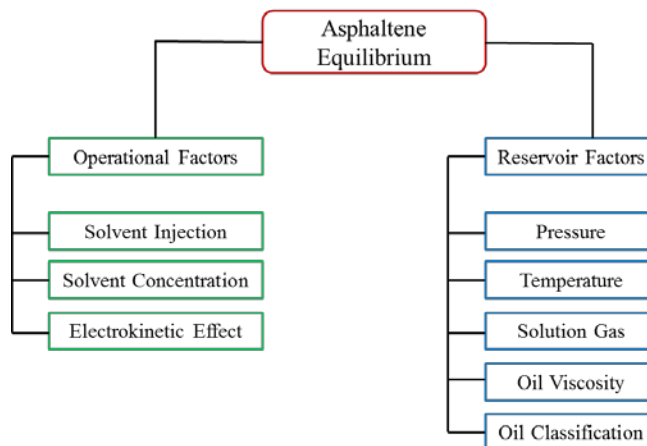 Asphaltene
Equilibrium
Operational Factors
Solvent Injection
Solvent Concentration
Electrokinetic Effect
Reservoir Factors
Pressure
Temperature
Solution Gas
Oil Viscosity
Oil Classification